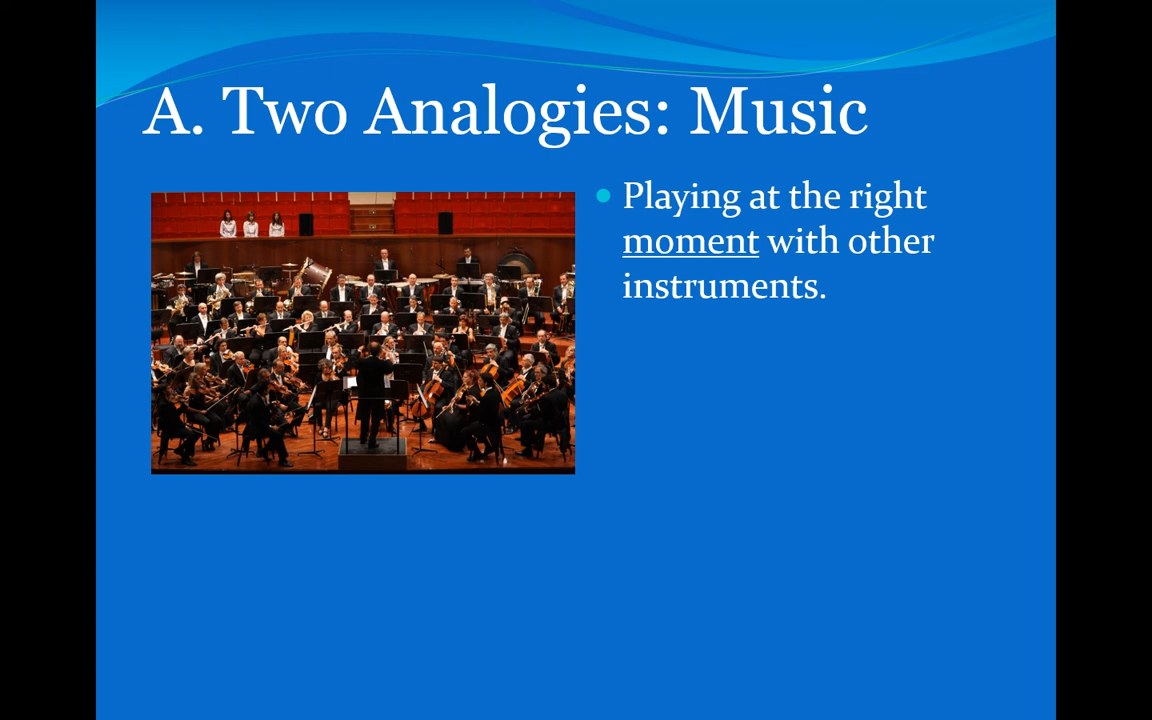 A. Two Analogies: Music
Playing at the right
moment with other
instruments.